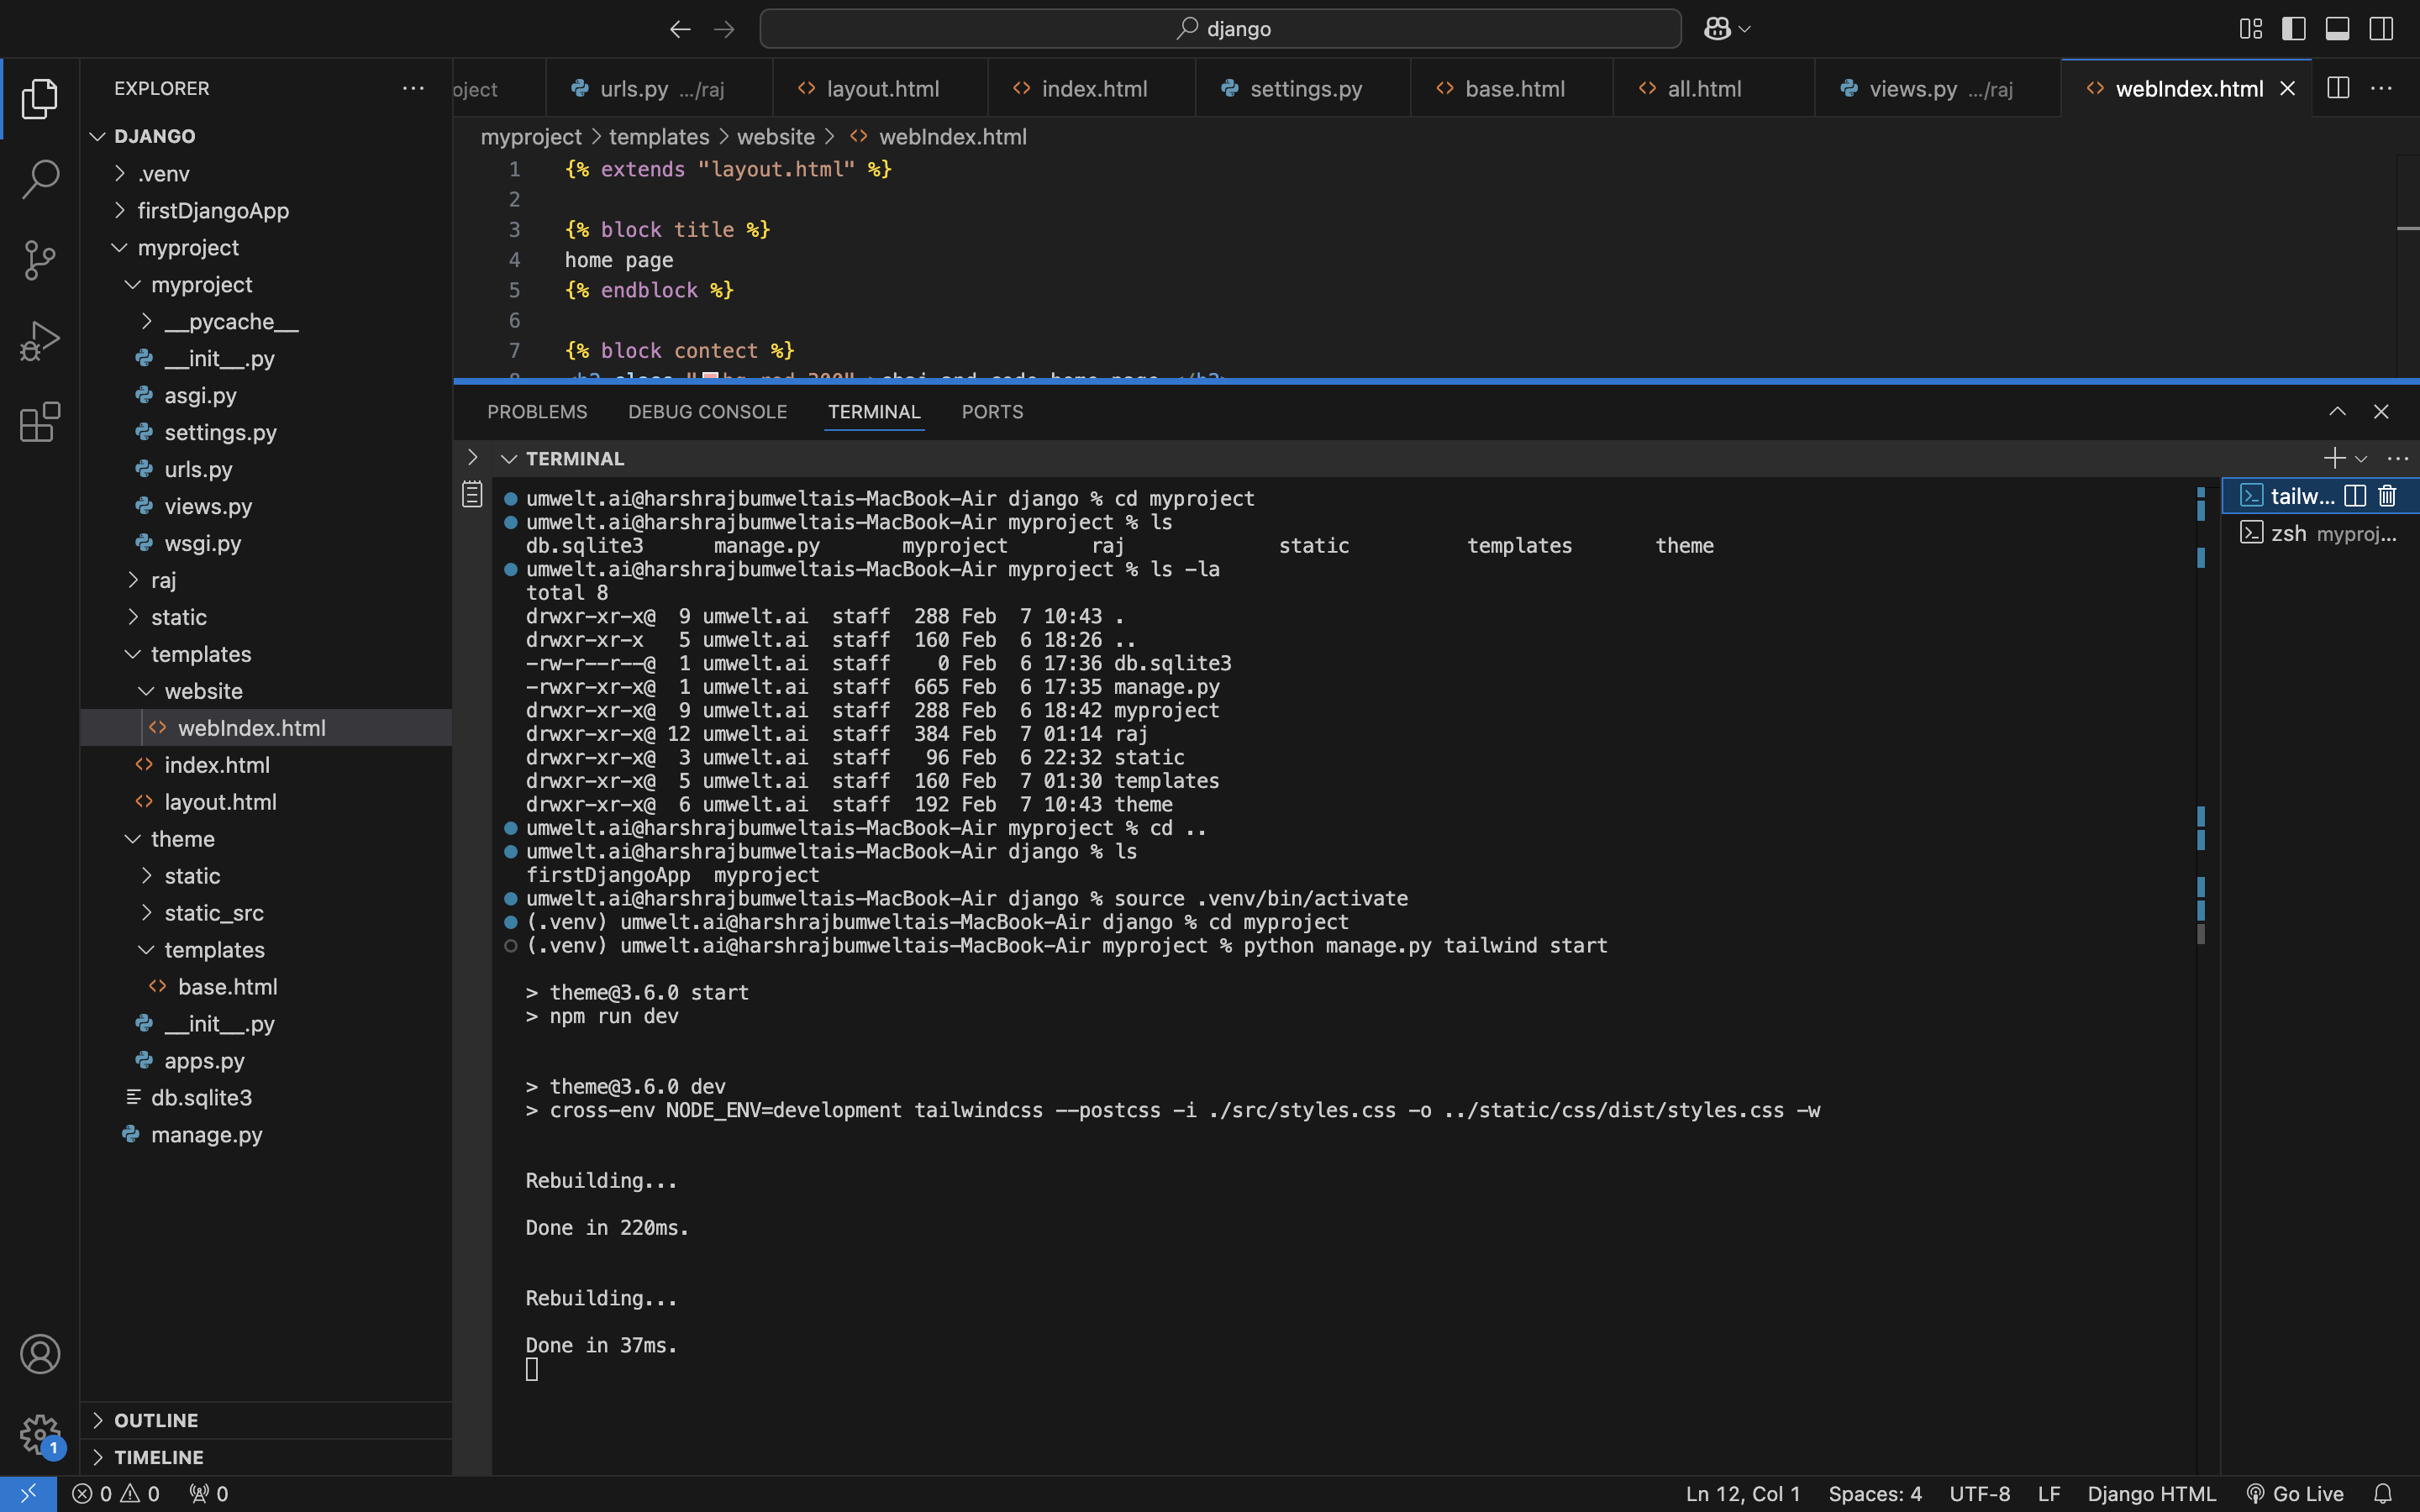 django
EXPLORER
DJANGO
.venv
firstDjangoApp
myproject
myproject
__pycache__
__init__.py
asgi.py
settings.py
urls.py
views.py
wsgi.py
raj
static
templates
website
webIndex.html
index.html
layout.html
theme
static
static_src
templates
base.html
__init__.py
apps.py
db.sqlite3
manage.py
OUTLINE
TIMELINE
oject
urls.py .../raj
layout.html
index.html
settings.py
base.html
all.html
views.py .../raj
webIndex.html
myproject > templates > website > webIndex.html
1 {% extends "layout.html" %}
2
3 {% block title %}
4 home page
5 {% endblock %}
6
7 {% block contect %}
8 <h2 class="bg-red-300" >chai and code home page </h2>
PROBLEMS DEBUG CONSOLE TERMINAL PORTS
TERMINAL
umwelt.ai@harshrajbumweltais-MacBook-Air django % cd myproject
umwelt.ai@harshrajbumweltais-MacBook-Air myproject % ls
db.sqlite3 manage.py myproject raj static templates theme
umwelt.ai@harshrajbumweltais-MacBook-Air myproject % ls -la
total 8
drwxr-xr-x@ 9 umwelt.ai staff 288 Feb 7 10:43 .
drwxr-xr-x 5 umwelt.ai staff 160 Feb 6 18:26 ..
-rw-r--r--@ 1 umwelt.ai staff 0 Feb 6 17:36 db.sqlite3
-rwxr-xr-x@ 1 umwelt.ai staff 665 Feb 6 17:35 manage.py
drwxr-xr-x@ 9 umwelt.ai staff 288 Feb 6 18:42 myproject
drwxr-xr-x@ 12 umwelt.ai staff 384 Feb 7 01:14 raj
drwxr-xr-x@ 3 umwelt.ai staff 96 Feb 6 22:32 static
drwxr-xr-x@ 5 umwelt.ai staff 160 Feb 7 01:30 templates
drwxr-xr-x@ 6 umwelt.ai staff 192 Feb 7 10:43 theme
umwelt.ai@harshrajbumweltais-MacBook-Air myproject % cd ..
umwelt.ai@harshrajbumweltais-MacBook-Air django % ls
firstDjangoApp myproject
umwelt.ai@harshrajbumweltais-MacBook-Air django % source .venv/bin/activate
(.venv) umwelt.ai@harshrajbumweltais-MacBook-Air django % cd myproject
(.venv) umwelt.ai@harshrajbumweltais-MacBook-Air myproject % python manage.py tailwind start
> theme@3.6.0 start
> npm run dev
> theme@3.6.0 dev
> cross-env NODE_ENV=development tailwindcss --postcss -i ./src/styles.css -o ../static/css/dist/styles.css -w
Rebuilding...
Done in 220ms.
Rebuilding...
Done in 37ms.
tailw...
zsh myproj...
1
0 0 0
Ln 12, Col 1 Spaces: 4 UTF-8 LF Django HTML Go Live